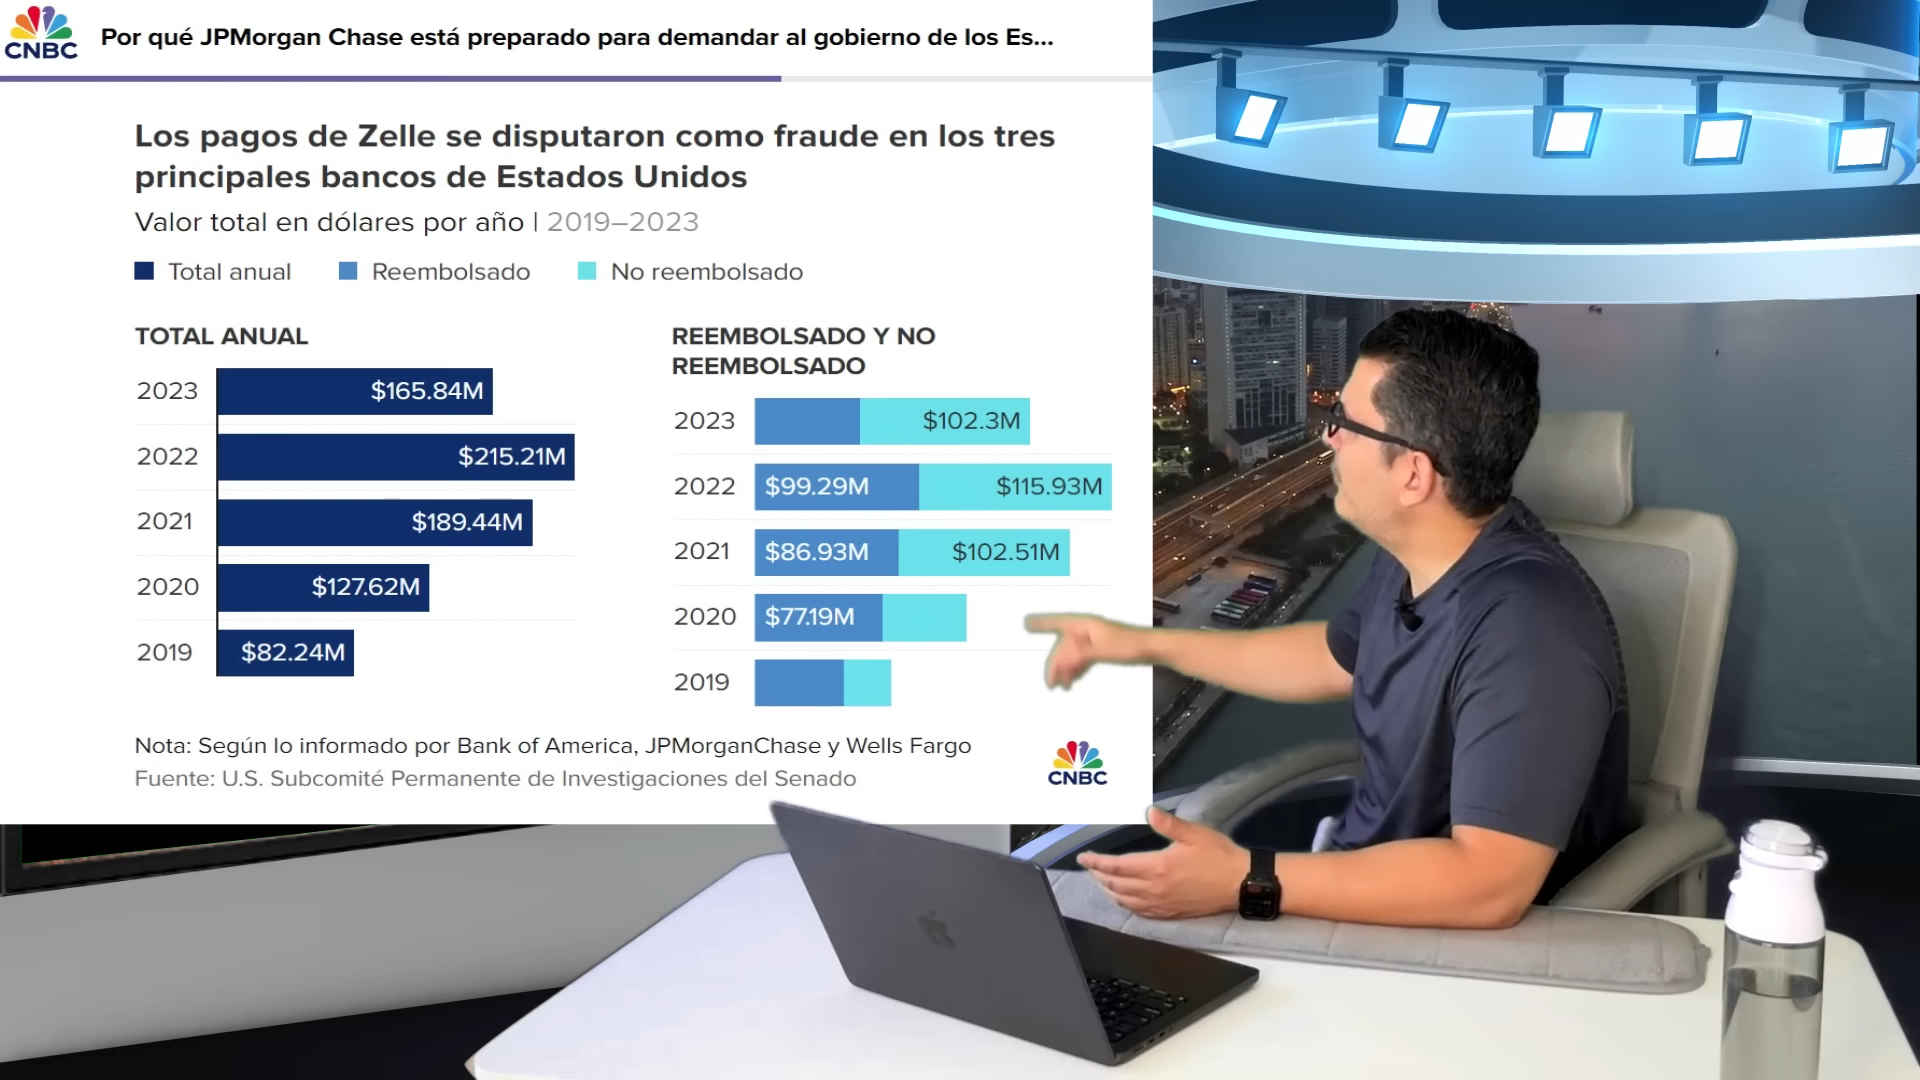 CNBC
Por qué JPMorgan Chase está preparado para demandar al gobierno de los Es...
Los pagos de Zelle se disputaron como fraude en los tres
principales bancos de Estados Unidos
Valor total en dólares por año | 2019–2023
Total anual
Reembolsado
No reembolsado
TOTAL ANUAL
2023 $165.84M
2022 $215.21M
2021 $189.44M
2020 $127.62M
2019 $82.24M
REEMBOLSADO Y NO
REEMBOLSADO
2023 $102.3M
2022 $99.29M $115.93M
2021 $86.93M $102.51M
2020 $77.19M
2019
Nota: Según lo informado por Bank of America, JPMorganChase y Wells Fargo
Fuente: U.S. Subcomité Permanente de Investigaciones del Senado
CNBC